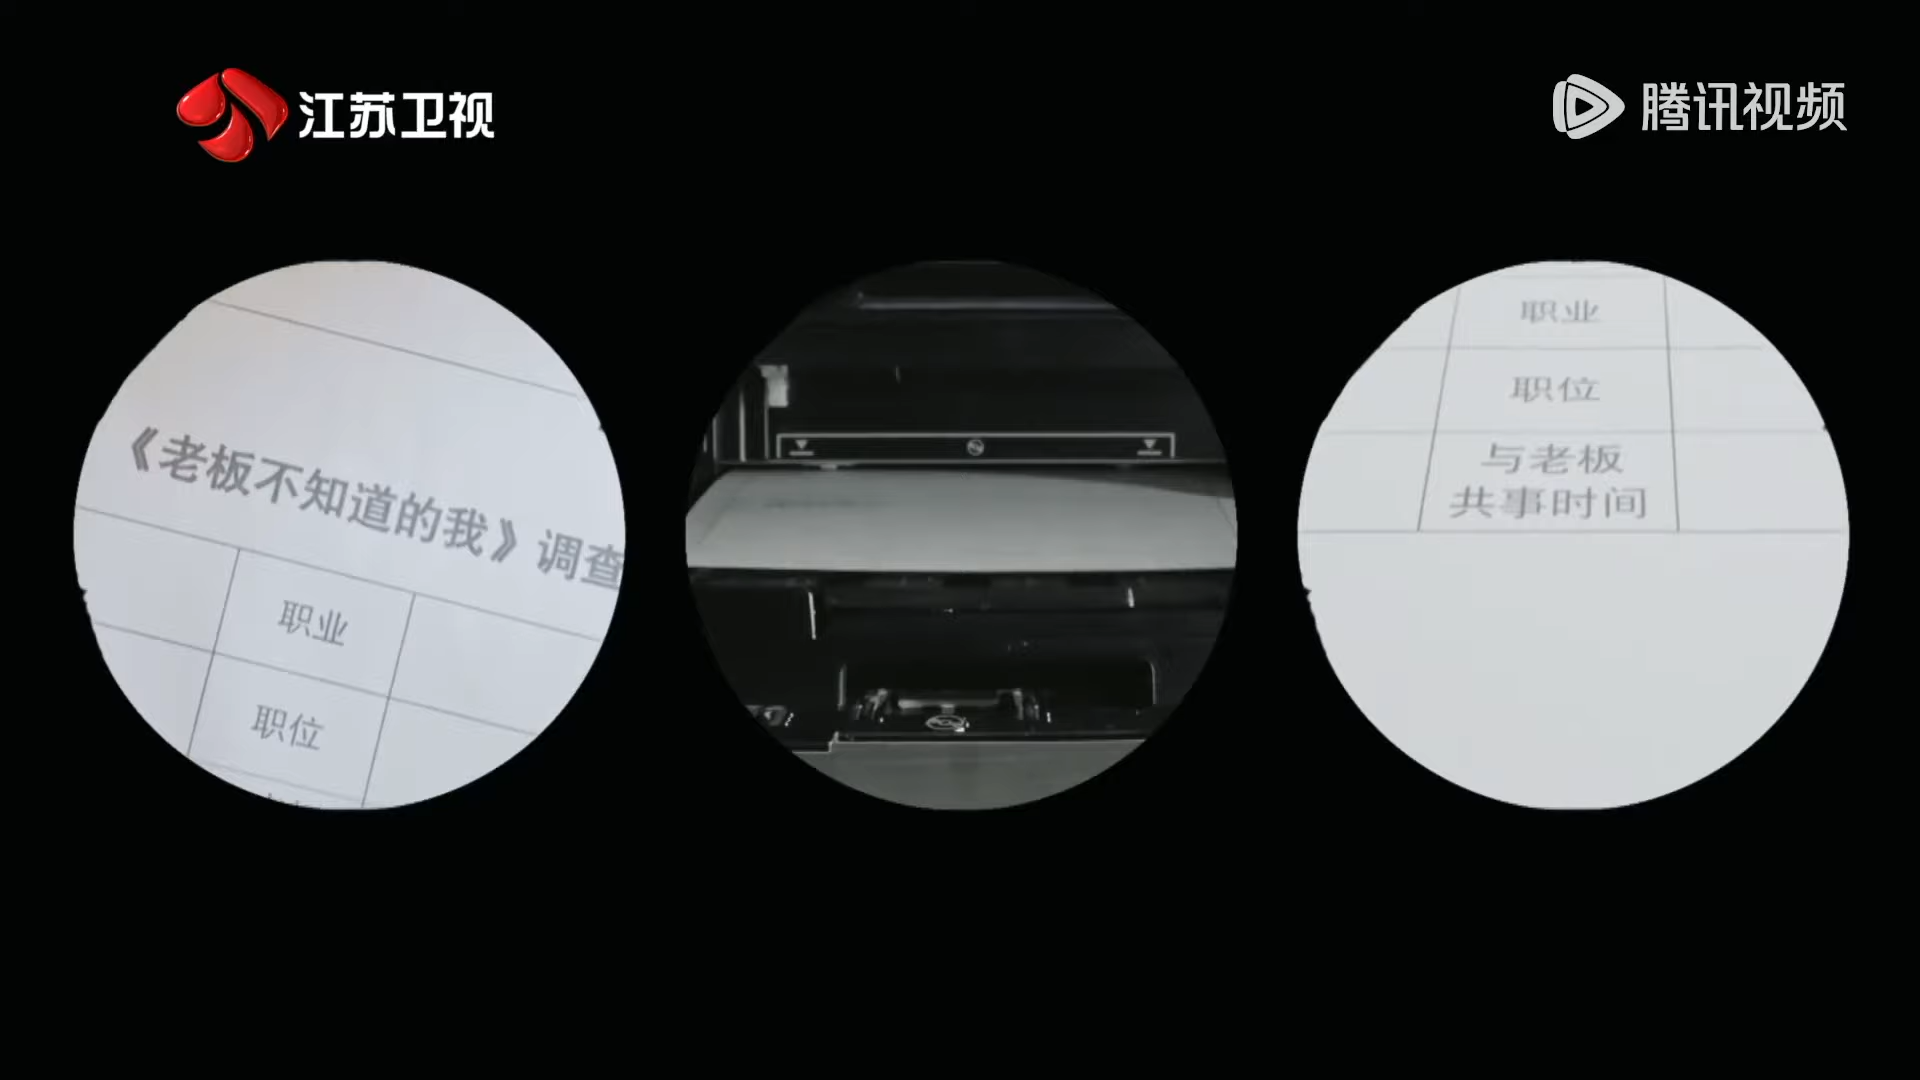 江苏卫视
腾讯视频
《老板不知道的我》调查
职业
职位
职业
职位
与老板
共事时间